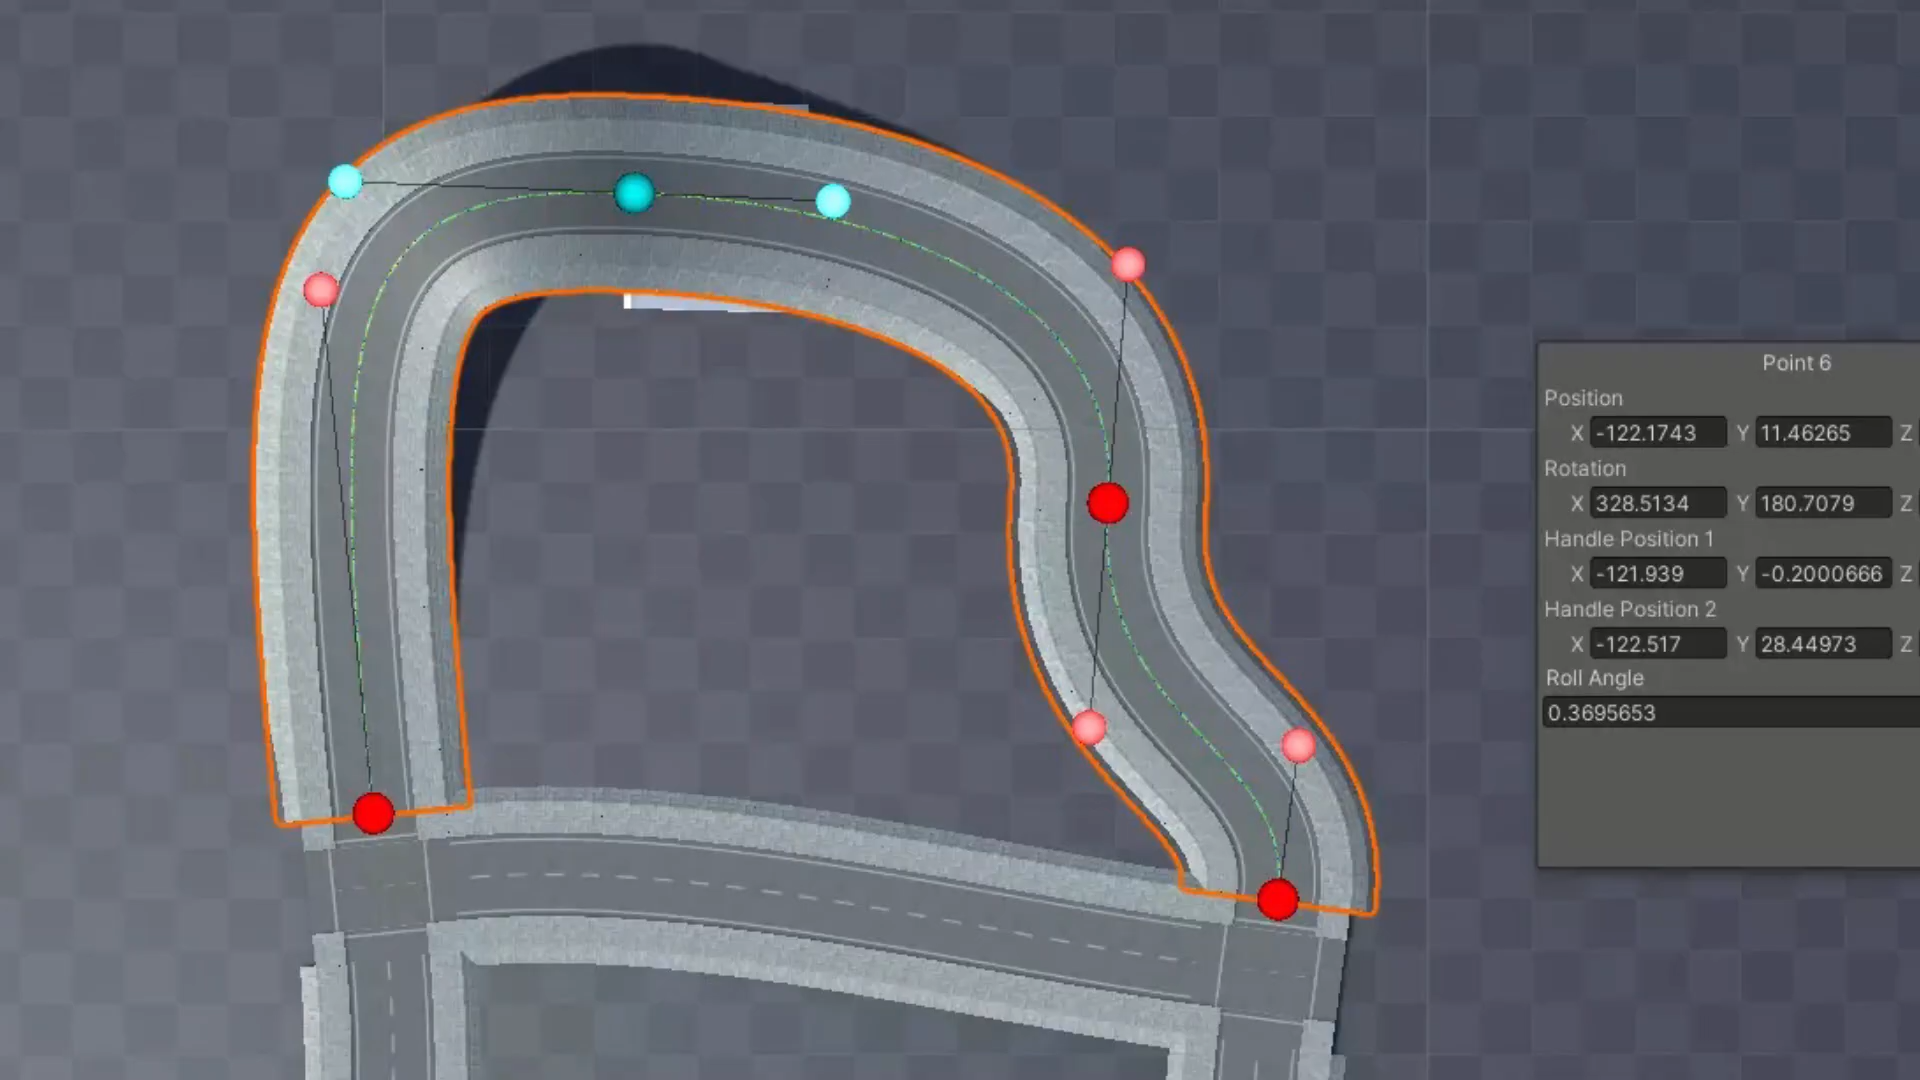 Point 6
Position
X -122.1743 Y 11.46265 Z
Rotation
X 328.5134 Y 180.7079 Z
Handle Position 1
X -121.939 Y -0.2000666 Z
Handle Position 2
X -122.517 Y 28.44973 Z
Roll Angle
0.3695653